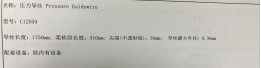 名称：压力导丝 Pressure Guidewire
型号：C12059
导丝长度：1750mm，柔软段长度：310mm；尖端(不透射线)：30mm，导丝最大外径：0.36mm
配套设备：院内有设备